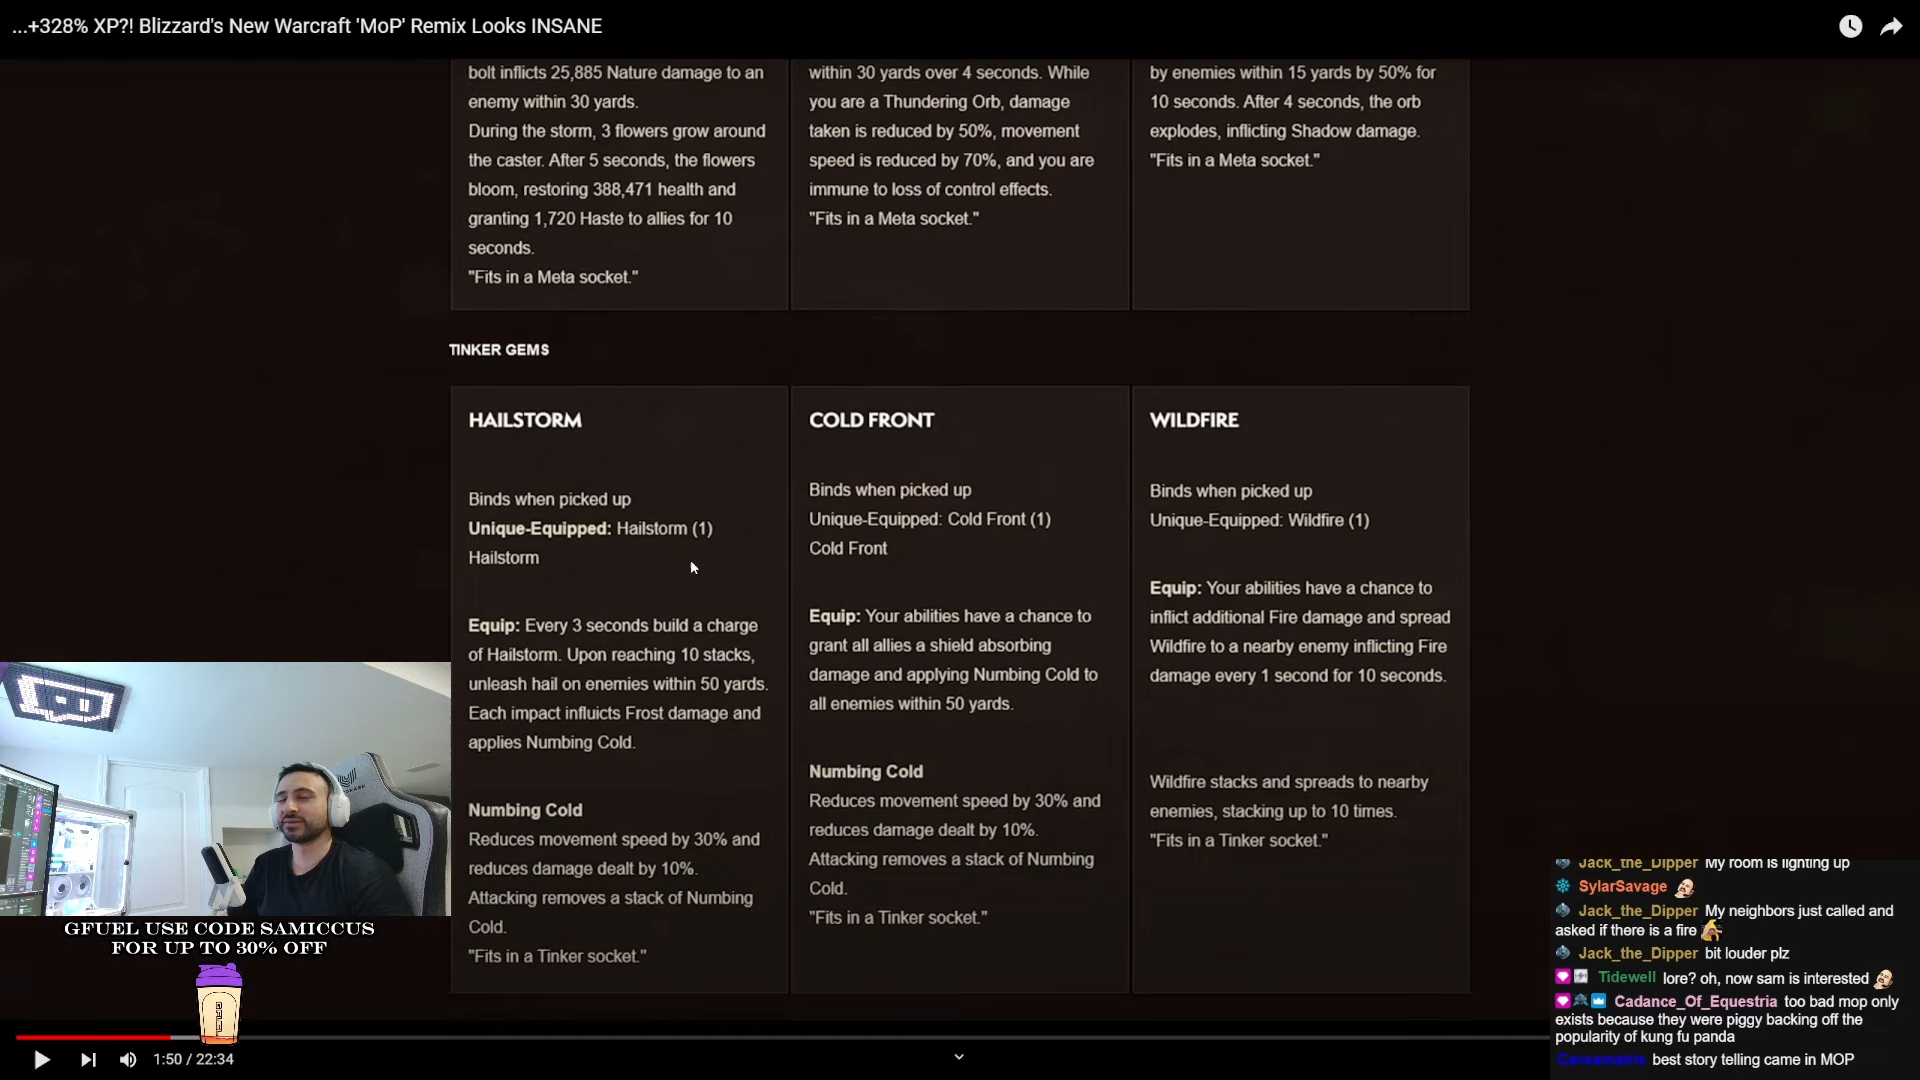 ...+328% XP?! Blizzard's New Warcraft 'MoP' Remix Looks INSANE
bolt inflicts 25,885 Nature damage to an
enemy within 30 yards.
During the storm, 3 flowers grow around
the caster. After 5 seconds, the flowers
bloom, restoring 388,471 health and
granting 1,720 Haste to allies for 10
seconds.
"Fits in a Meta socket."
within 30 yards over 4 seconds. While
you are a Thundering Orb, damage
taken is reduced by 50%, movement
speed is reduced by 70%, and you are
immune to loss of control effects.
"Fits in a Meta socket."
by enemies within 15 yards by 50% for
10 seconds. After 4 seconds, the orb
explodes, inflicting Shadow damage.
"Fits in a Meta socket."
TINKER GEMS
HAILSTORM
Binds when picked up
Unique-Equipped: Hailstorm (1)
Hailstorm
Equip: Every 3 seconds build a charge
of Hailstorm. Upon reaching 10 stacks,
unleash hail on enemies within 50 yards.
Each impact influicts Frost damage and
applies Numbing Cold.
Numbing Cold
Reduces movement speed by 30% and
reduces damage dealt by 10%.
Attacking removes a stack of Numbing
Cold.
"Fits in a Tinker socket."
COLD FRONT
Binds when picked up
Unique-Equipped: Cold Front (1)
Cold Front
Equip: Your abilities have a chance to
grant all allies a shield absorbing
damage and applying Numbing Cold to
all enemies within 50 yards.
Numbing Cold
Reduces movement speed by 30% and
reduces damage dealt by 10%.
Attacking removes a stack of Numbing
Cold.
"Fits in a Tinker socket."
WILDFIRE
Binds when picked up
Unique-Equipped: Wildfire (1)
Equip: Your abilities have a chance to
inflict additional Fire damage and spread
Wildfire to a nearby enemy inflicting Fire
damage every 1 second for 10 seconds.
Wildfire stacks and spreads to nearby
enemies, stacking up to 10 times.
"Fits in a Tinker socket."
GFUEL USE CODE SAMICCUS
FOR UP TO 30% OFF
1:50 / 22:34
Jack_the_Dipper My room is lighting up
SylarSavage
Jack_the_Dipper My neighbors just called and
asked if there is a fire
Jack_the_Dipper bit louder plz
Tidewell lore? oh, now sam is interested
Cadance_Of_Equestria too bad mop only
exists because they were piggy backing off the
popularity of kung fu panda
best story telling came in MOP